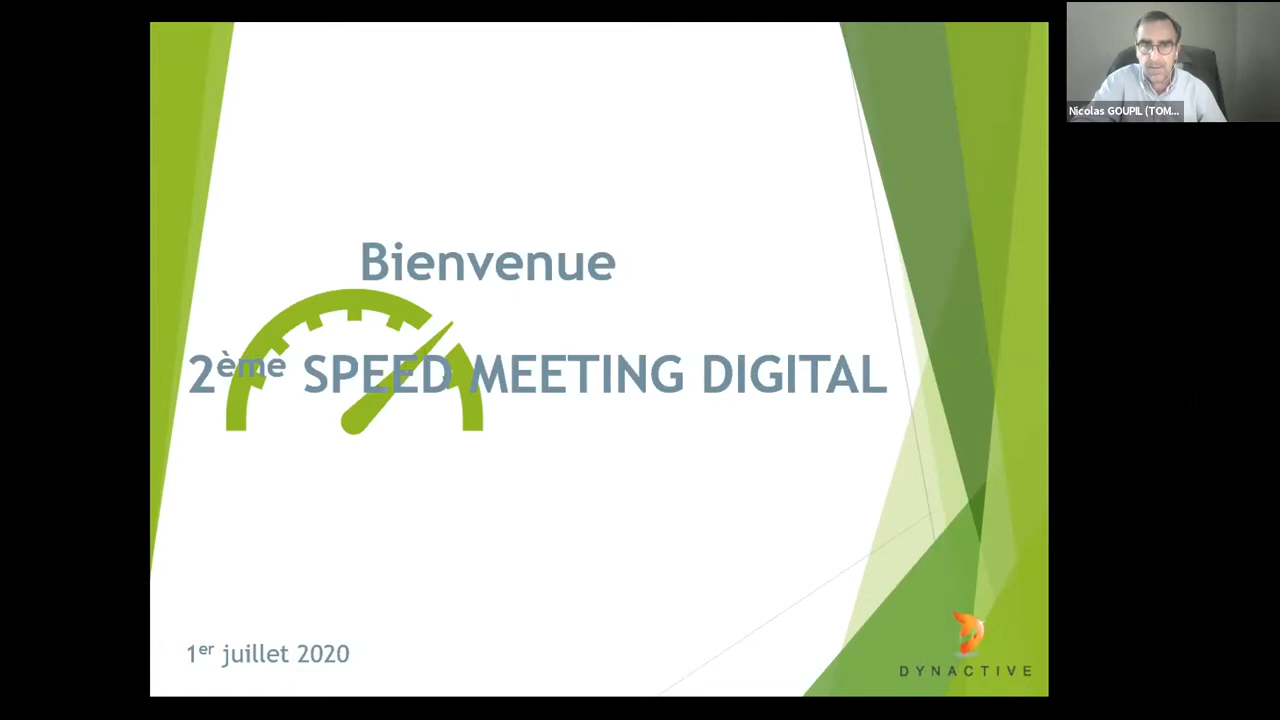 Nicolas GOUPIL (TOM...
Bienvenue
2ème SPEED MEETING DIGITAL
1er juillet 2020
DYNACTIVE